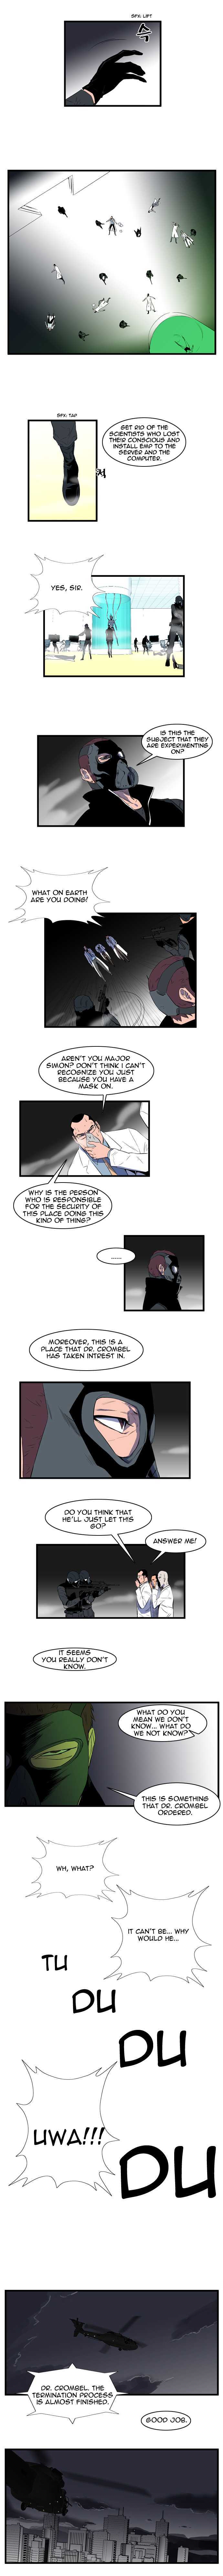 SFX: LIFT
슥
SFX: TAP
척
GET RID OF THE
SCIENTISTS WHO LOST
THEIR CONSCIOUS AND
INSTALL EMP TO THE
SERVER AND THE
COMPUTER.
YES, SIR.
IS THIS THE
SUBJECT THAT THEY
ARE EXPERIMENTING
ON?
WHAT ON EARTH
ARE YOU DOING!
AREN'T YOU MAJOR
SIMON? DON'T THINK I CAN'T
RECOGNIZE YOU JUST
BECAUSE YOU HAVE A
MASK ON.
WHY IS THE PERSON
WHO IS RESPONSIBLE
FOR THE SECURITY OF
THIS PLACE DOING THIS
KIND OF THING?
......
MOREOVER, THIS IS A
PLACE THAT DR. CROMBEL
HAS TAKEN INTREST IN.
DO YOU THINK THAT
HE'LL JUST LET THIS
GO?
ANSWER ME!
IT SEEMS
YOU REALLY DON'T
KNOW.
WHAT DO YOU
MEAN WE DON'T
KNOW... WHAT DO
WE NOT KNOW?
THIS IS SOMETHING
THAT DR. CROMBEL
ORDERED.
WH, WHAT?
IT CAN'T BE... WHY
WOULD HE...
TU
DU
DU
UWA!!!
DU
DR. CROMBEL. THE
TERMINATION PROCESS
IS ALMOST FINISHED.
GOOD JOB.